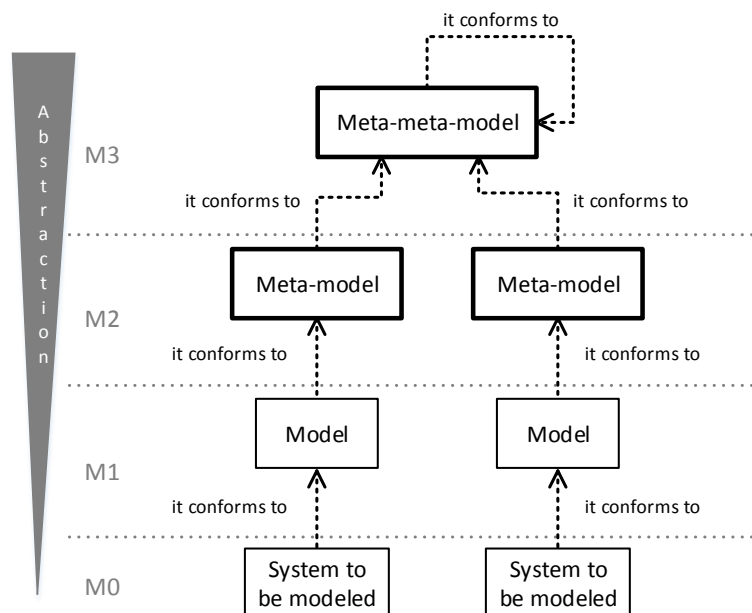 it conforms to
Abstraction
Meta-meta-model
M3
it conforms to it conforms to
Meta-model Meta-model
M2
it conforms to it conforms to
Model Model
M1
it conforms to it conforms to
System to System to
be modeled be modeled
M0